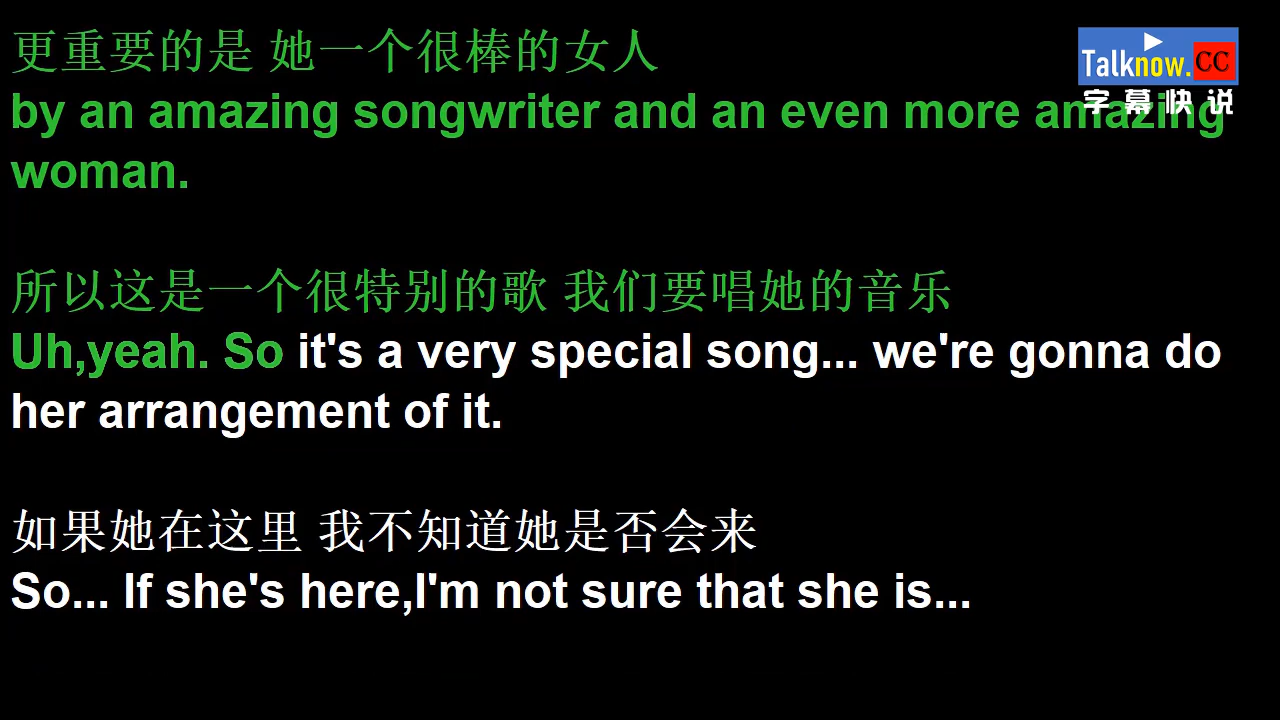 更重要的是 她一个很棒的女人
by an amazing songwriter and an even more amazing
woman.
Talknow.CC
字幕快说
所以这是一个很特别的歌 我们要唱她的音乐
Uh,yeah. So it's a very special song... we're gonna do
her arrangement of it.
如果她在这里 我不知道她是否会来
So... If she's here,I'm not sure that she is...